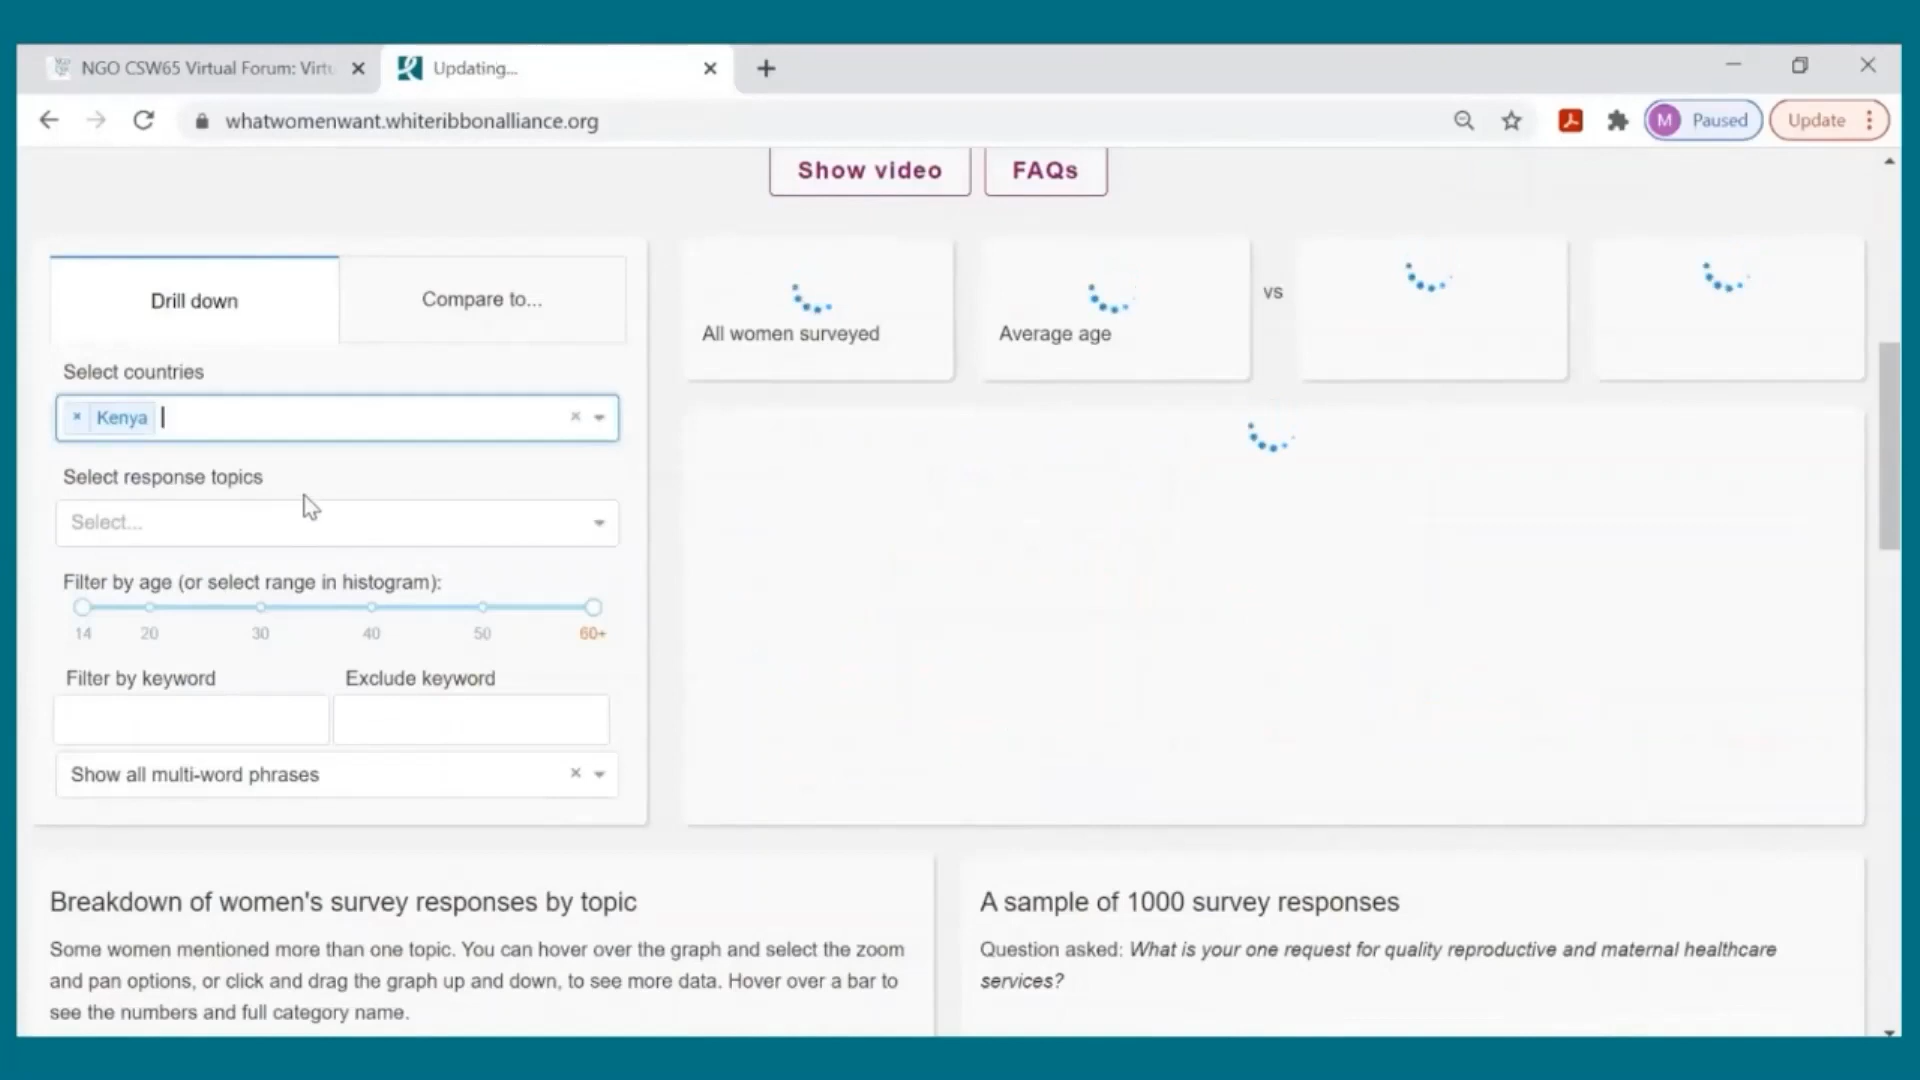 NGO CSW65 Virtual Forum: Virtu
Updating...
whatwomenwant.whiteribbonalliance.org
M Paused
Update
Show video
FAQs
Drill down
Compare to...
All women surveyed
Average age
vs
Select countries
× Kenya
Select response topics
Select...
Filter by age (or select range in histogram):
14 20 30 40 50 60+
Filter by keyword
Exclude keyword
Show all multi-word phrases
Breakdown of women's survey responses by topic
Some women mentioned more than one topic. You can hover over the graph and select the zoom
and pan options, or click and drag the graph up and down, to see more data. Hover over a bar to
see the numbers and full category name.
A sample of 1000 survey responses
Question asked: What is your one request for quality reproductive and maternal healthcare
services?